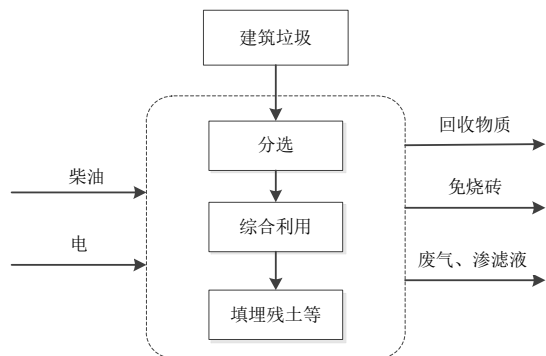 建筑垃圾
分选
综合利用
填埋残土等
柴油
电
回收物质
免烧砖
废气、渗滤液